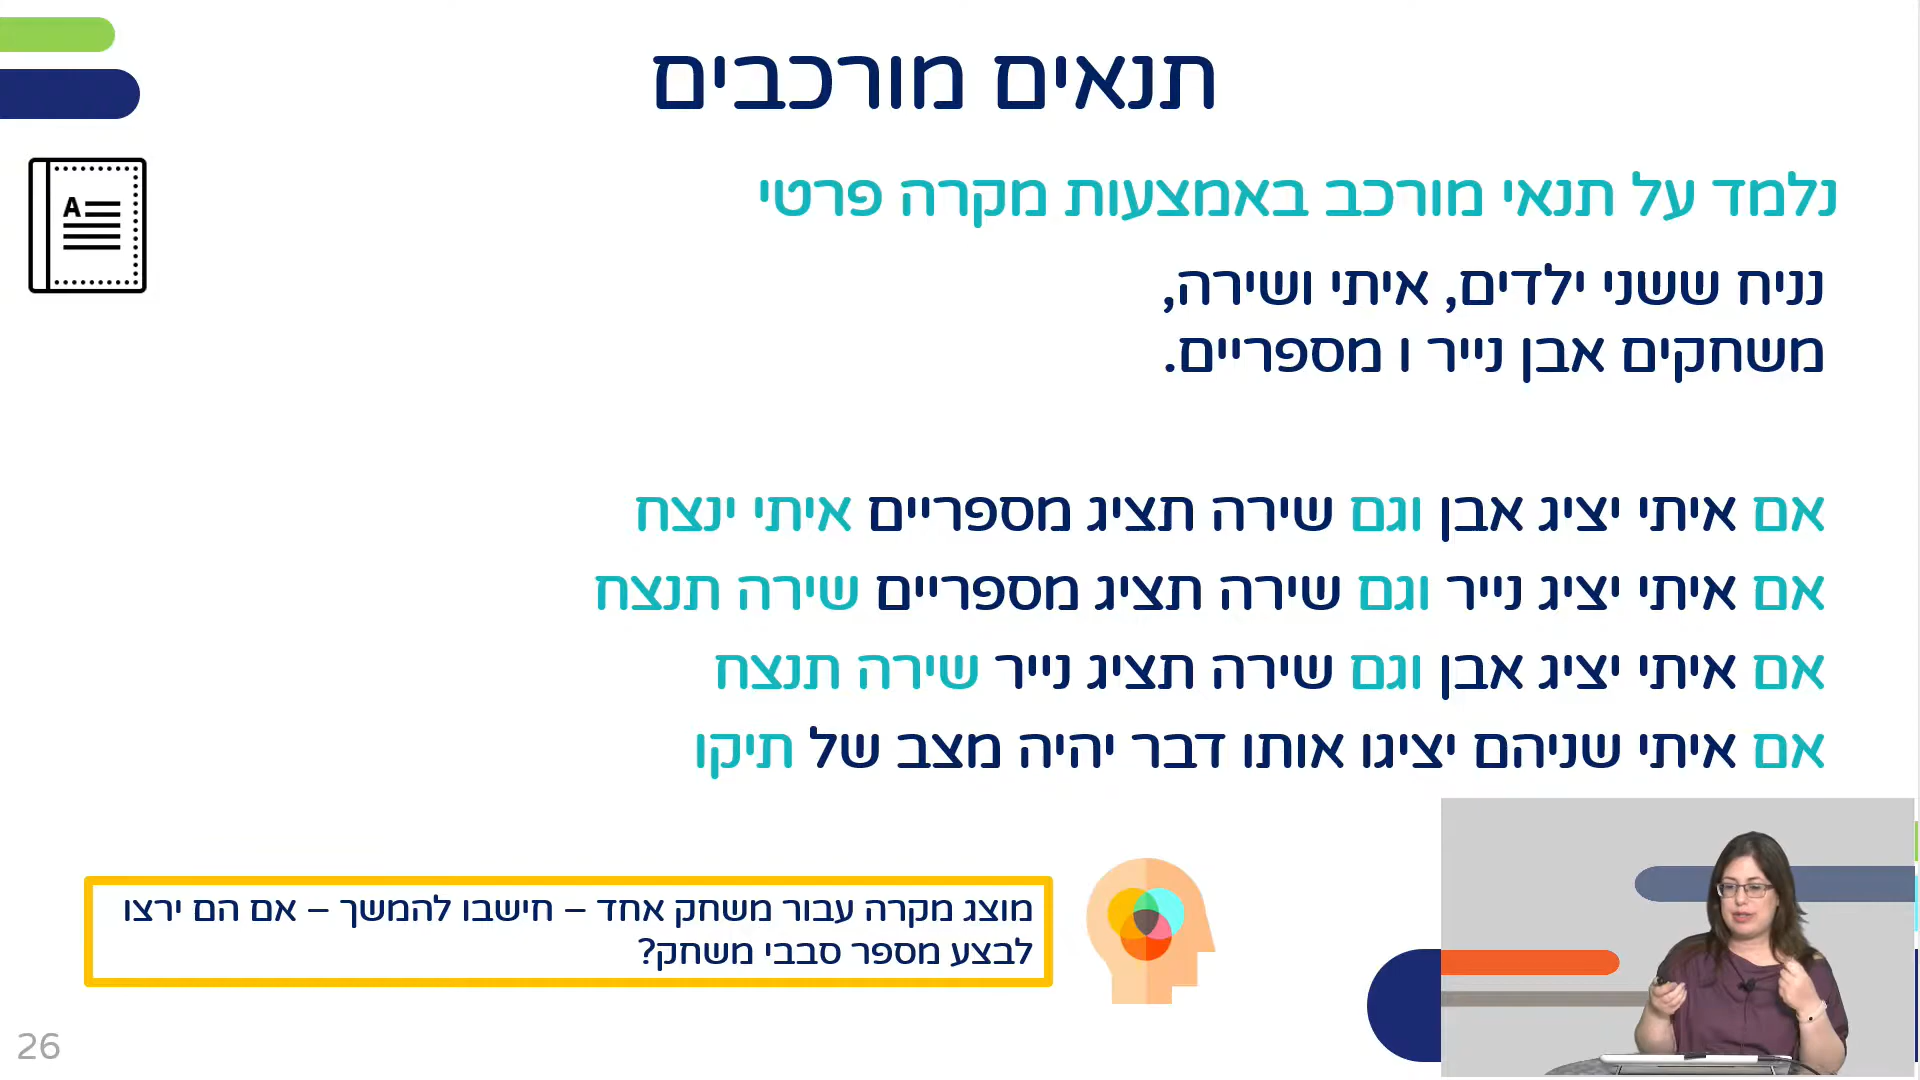 תנאים מורכבים
A
נלמד על תנאי מורכב באמצעות מקרה פרטי
נניח ששני ילדים, איתי ושירה,
משחקים אבן נייר ו מספריים.
אם איתי יציג אבן וגם שירה תציג מספריים איתי ינצח
אם איתי יציג נייר וגם שירה תציג מספריים שירה תנצח
אם איתי יציג אבן וגם שירה תציג נייר שירה תנצח
אם איתי שניהם יציגו אותו דבר יהיה מצב של תיקו
מוצג מקרה עבור משחק אחד – חישבו להמשך – אם הם ירצו
לבצע מספר סבבי משחק?
26